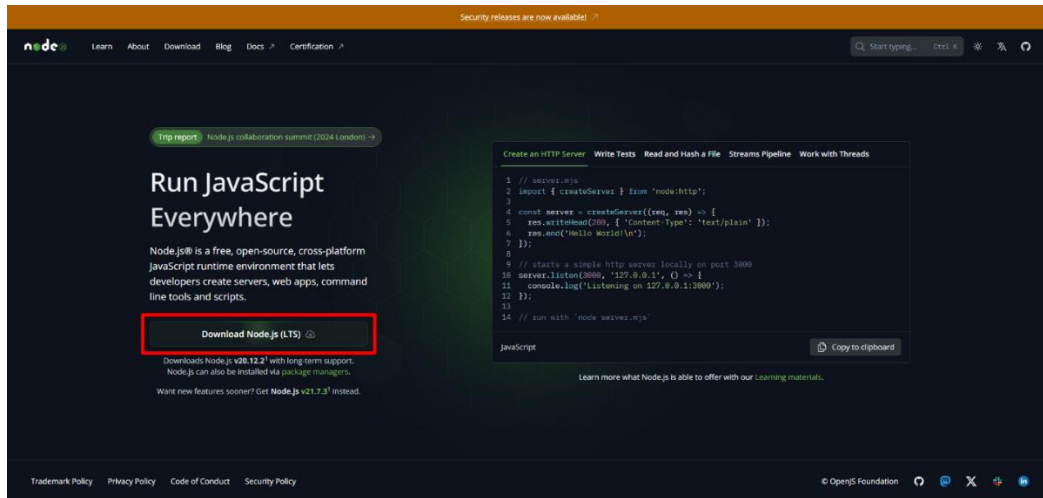 Security releases are now available! ↗
node
Learn About Download Blog Docs ↗ Certification ↗
Start typing... Ctrl K
Trip report Node.js collaboration summit (2024 London) →
Run JavaScript
Everywhere
Node.js® is a free, open-source, cross-platform
JavaScript runtime environment that lets
developers create servers, web apps, command
line tools and scripts.
Download Node.js (LTS)
Downloads Node.js v20.12.2¹ with long-term support.
Node.js can also be installed via package managers.
Want new features sooner? Get Node.js v21.7.3¹ instead.
Create an HTTP Server Write Tests Read and Hash a File Streams Pipeline Work with Threads
1 // server.mjs
2 import { createServer } from 'node:http';
3
4 const server = createServer((req, res) => {
5 res.writeHead(200, { 'Content-Type': 'text/plain' });
6 res.end('Hello World!\n');
7 });
8
9 // starts a simple http server locally on port 3000
10 server.listen(3000, '127.0.0.1', () => {
11 console.log('Listening on 127.0.0.1:3000');
12 });
13
14 // run with `node server.mjs`
JavaScript
Copy to clipboard
Learn more what Node.js is able to offer with our Learning materials.
Trademark Policy Privacy Policy Code of Conduct Security Policy
© OpenJS Foundation